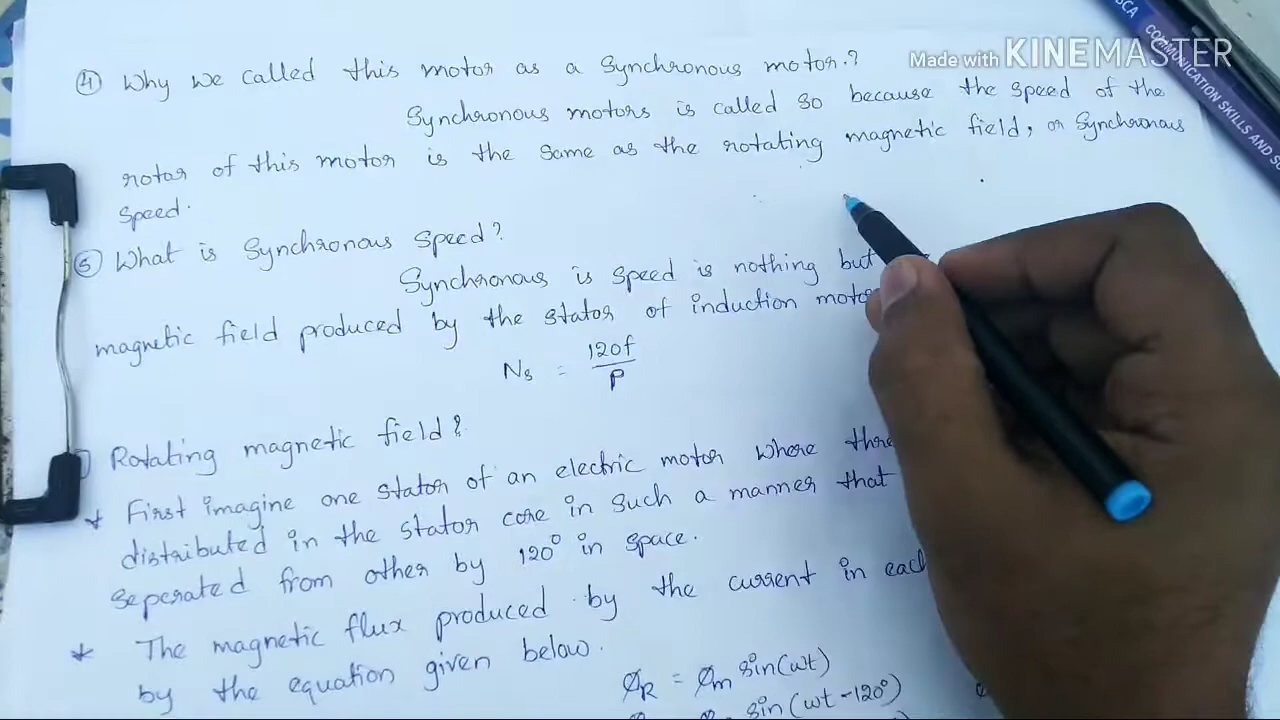 Made with KINEMASTER
BCA
COMMUNICATION SKILLS AND SO
④ Why we called this motor as a Synchronous motor.?
Synchronous motors is called so because the speed of the
rotor of this motor is the same as the rotating magnetic field, or Synchronous
Speed.
⑤ What is Synchronous Speed?
Synchronous is speed is nothing but
magnetic field produced by the stator of induction motor
Ns = 120f
P
Rotating magnetic field?
* First imagine one stator of an electric motor where three
distributed in the stator core in such a manner that
seperated from other by 120° in space.
* The magnetic flux produced by the current in each
by the equation given below.
ØR = Øm sin(ωt)
sin(ωt-120°)